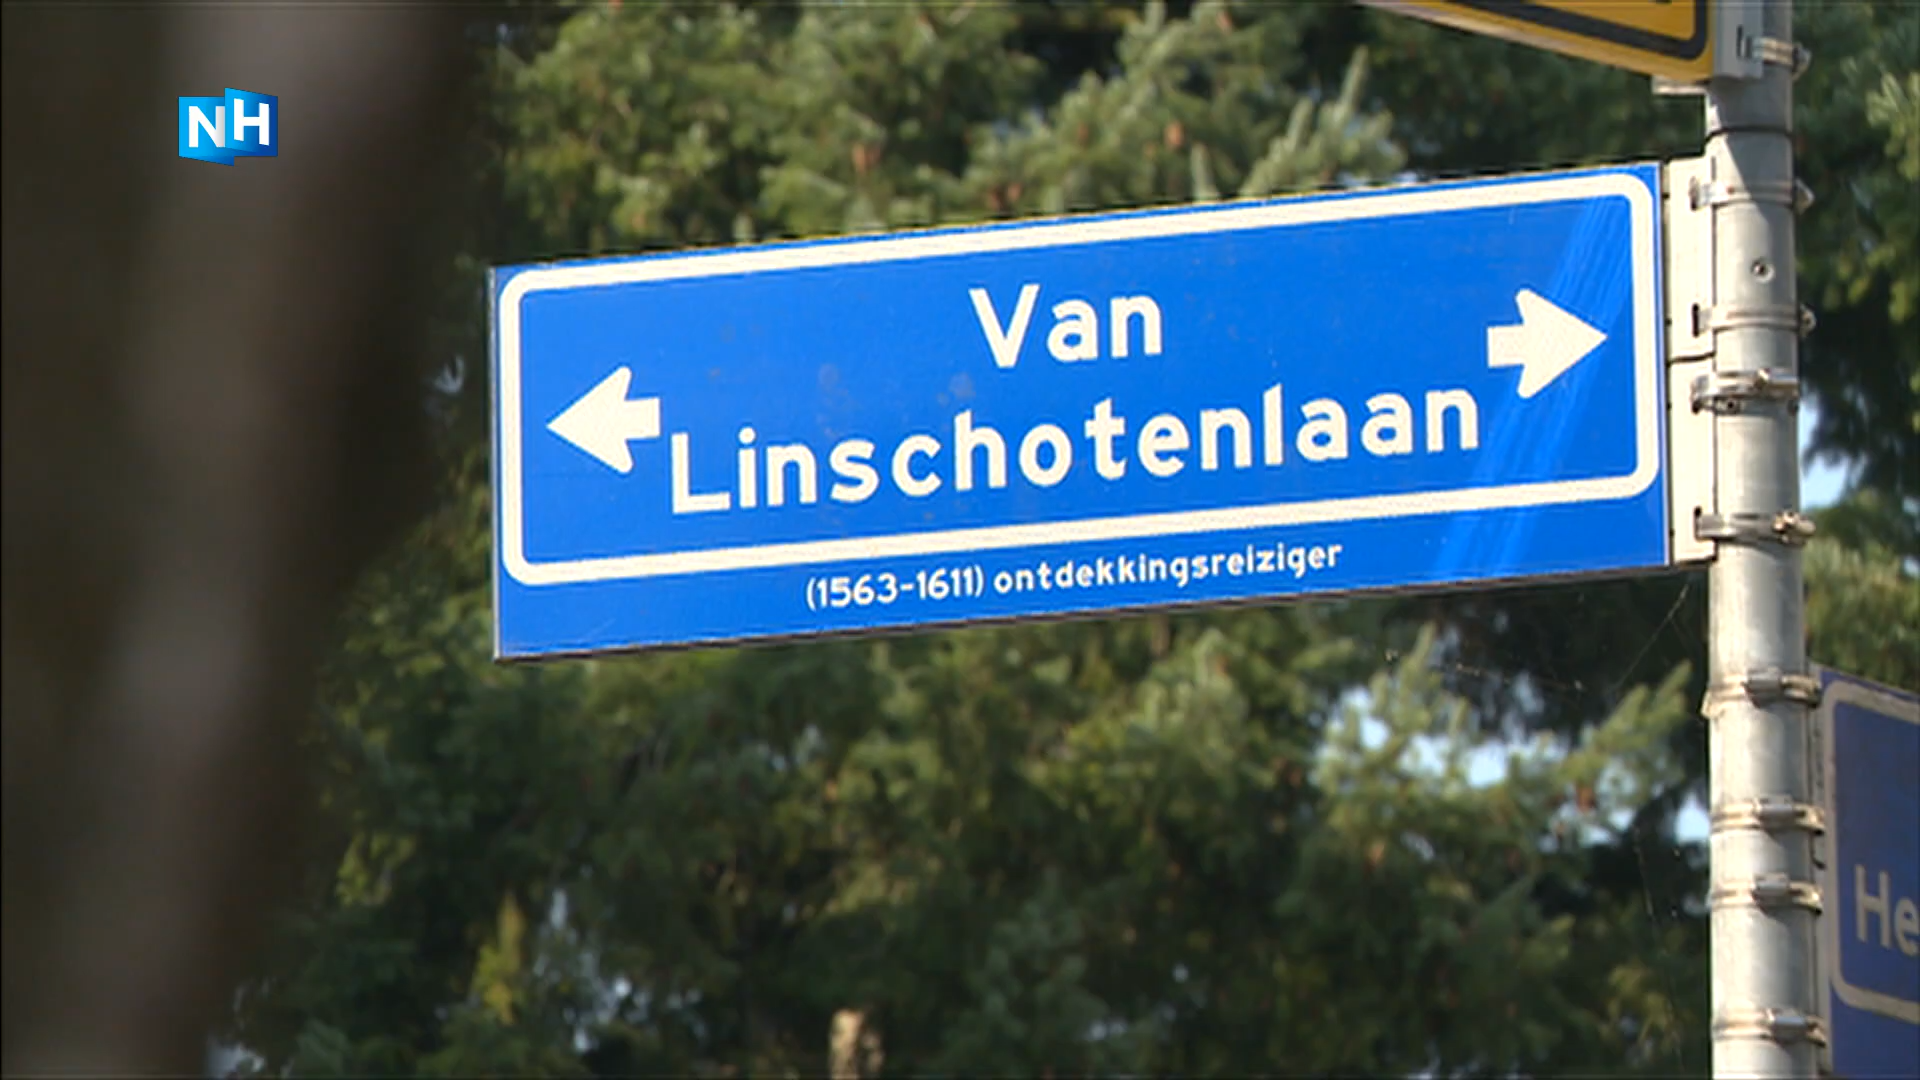 NH
Van
Linschotenlaan
(1563-1611) ontdekkingsreiziger
He